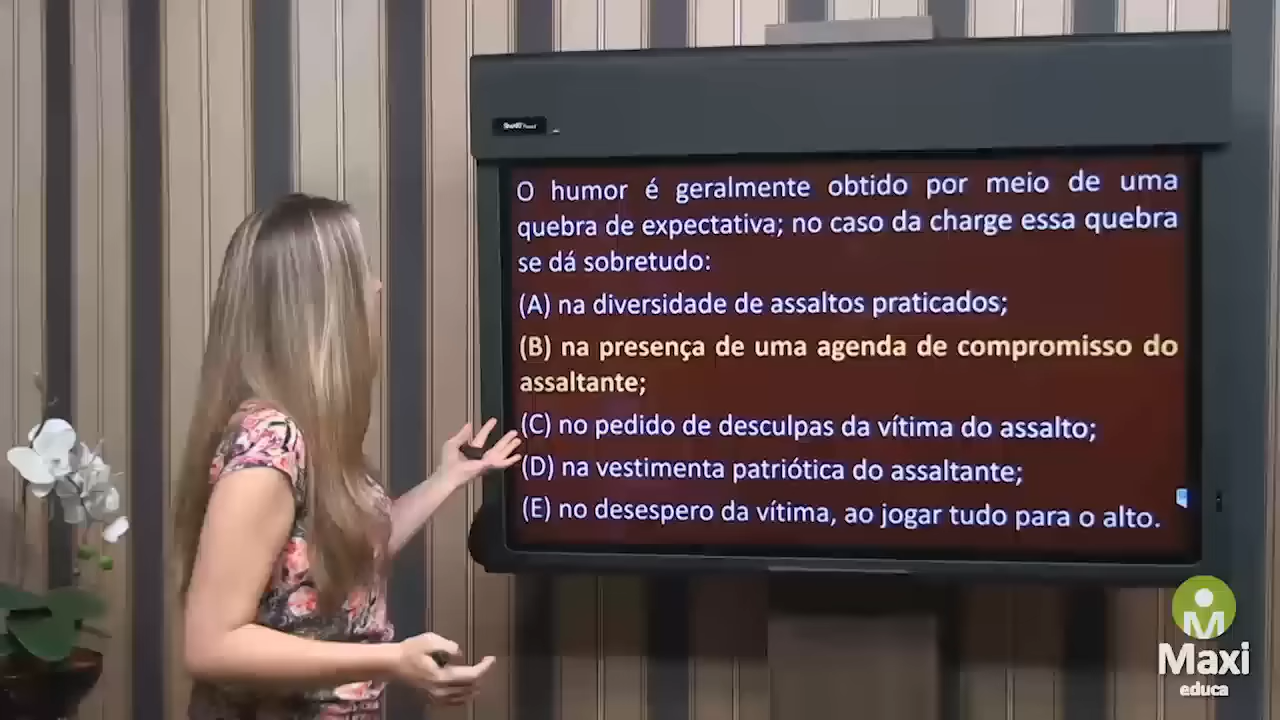 O humor é geralmente obtido por meio de uma
quebra de expectativa; no caso da charge essa quebra
se dá sobretudo:
(A) na diversidade de assaltos praticados;
(B) na presença de uma agenda de compromisso do
assaltante;
(C) no pedido de desculpas da vítima do assalto;
(D) na vestimenta patriótica do assaltante;
(E) no desespero da vítima, ao jogar tudo para o alto.
M
Maxi
educa